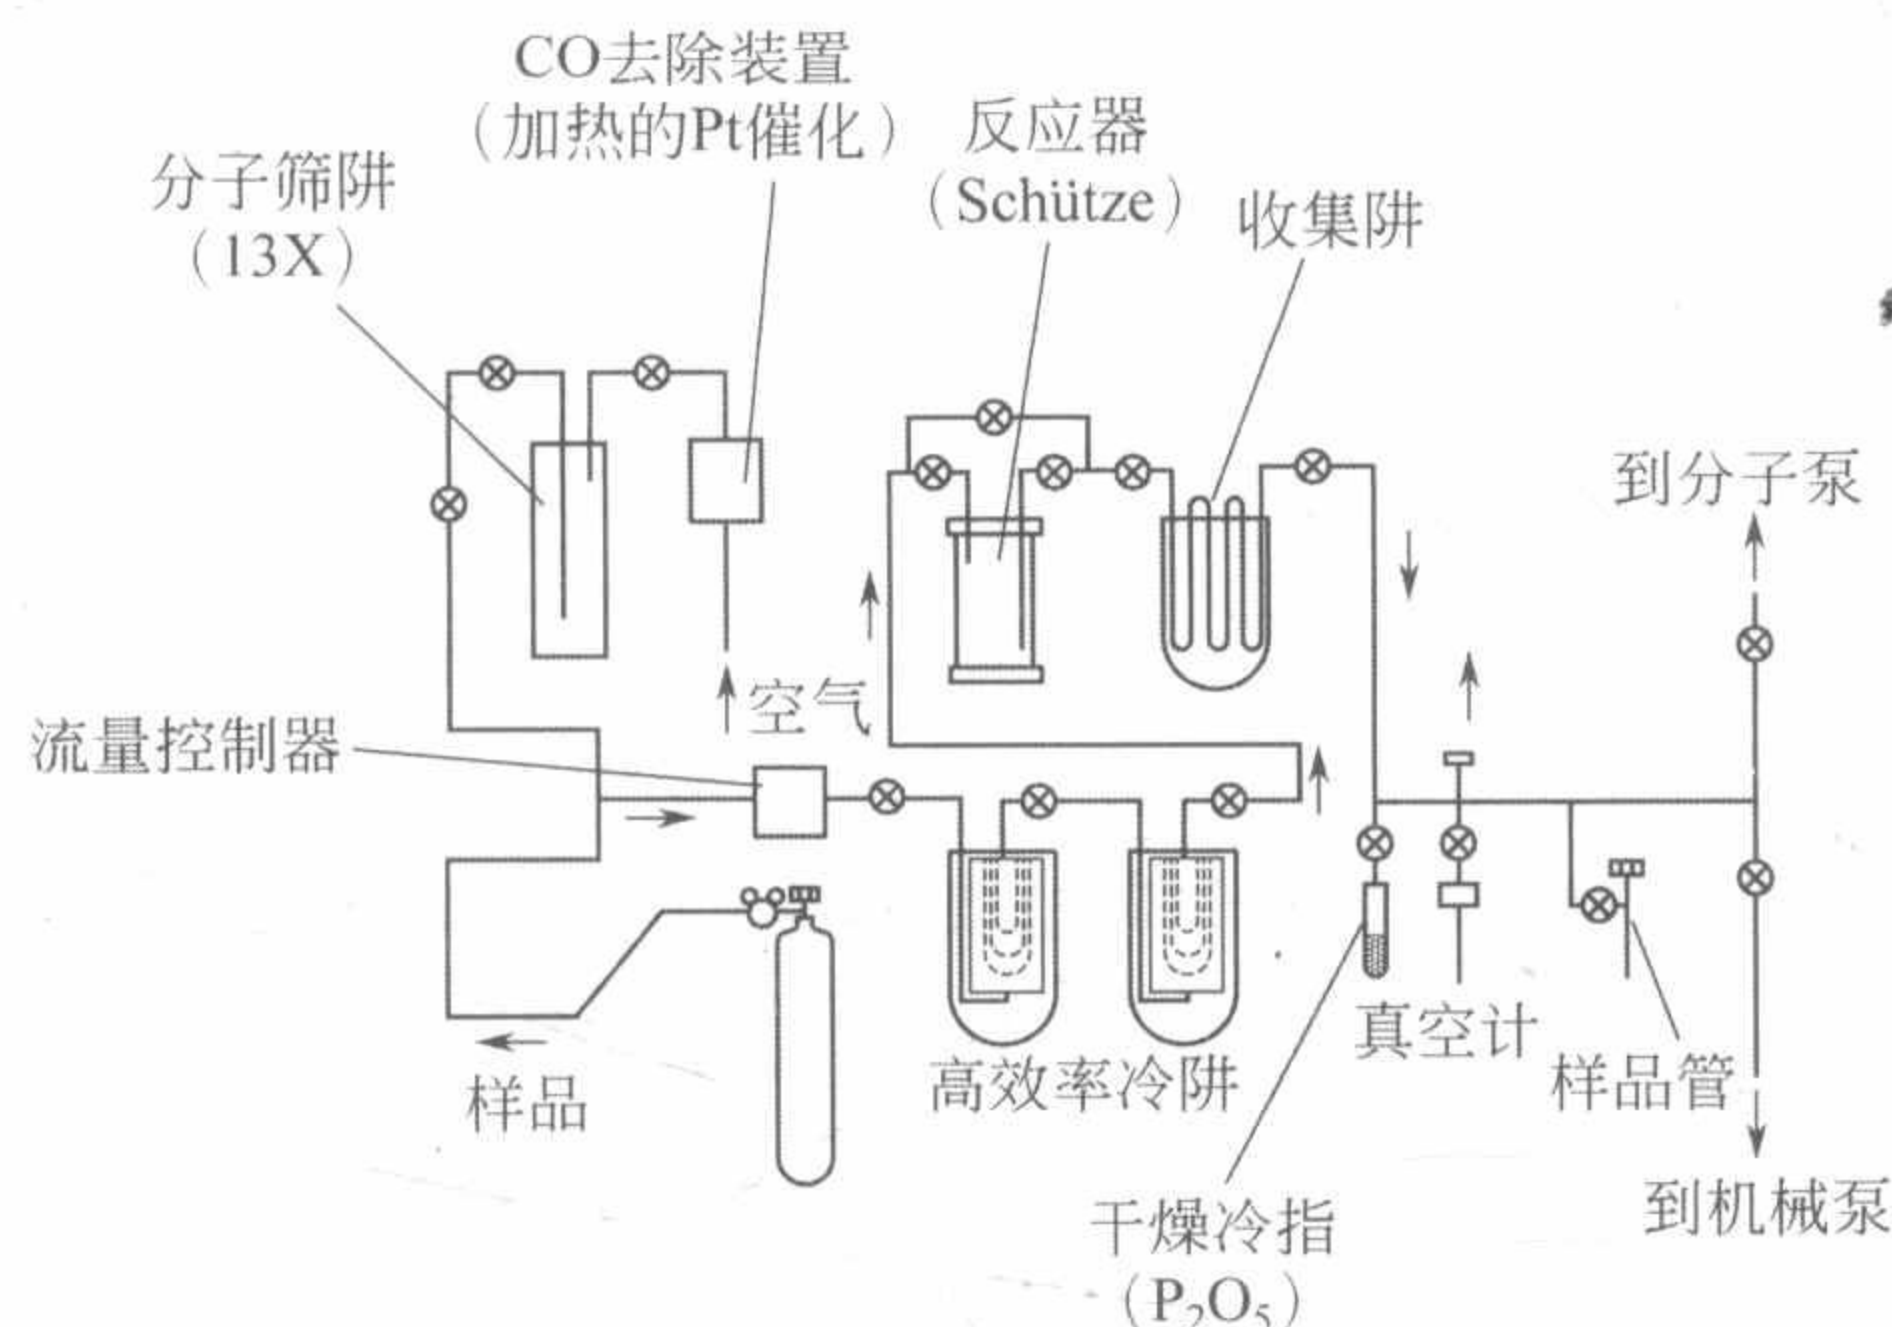 CO去除装置
（加热的Pt催化）
反应器
（Schütze）
分子筛阱
（13X）
收集阱
到分子泵
空气
流量控制器
真空计
高效率冷阱
样品管
样品
干燥冷指
（P₂O₅）
到机械泵